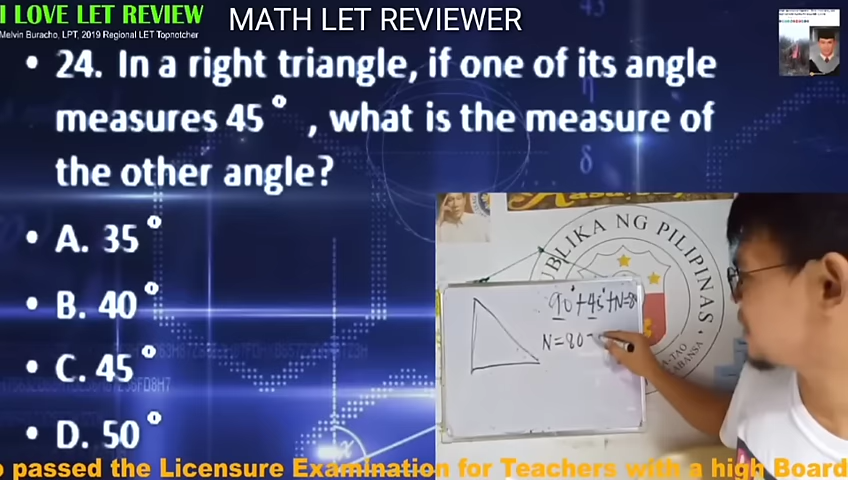 I LOVE LET REVIEW
Melvin Buracho, LPT, 2019 Regional LET Topnotcher
MATH LET REVIEWER
• 24. In a right triangle, if one of its angle
measures 45° , what is the measure of
the other angle?
• A. 35°
• B. 40°
• C. 45°
• D. 50°
UBLIKA NG PILIPINAS
90°+45°+N=
N=80-
o passed the Licensure Examination for Teachers with a high Board